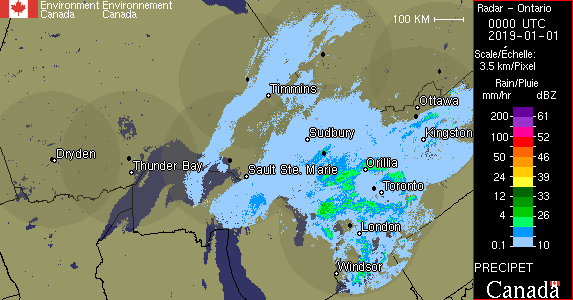 Environment Environnement
Canada Canada
100 KM
Timmins
Ottawa
Sudbury
Kingston
Dryden
Thunder Bay
Sault Ste. Marie
Orillia
Toronto
London
Windsor
Radar - Ontario
0000 UTC
2019-01-01
Scale/Échelle:
3.5 km/Pixel
Rain/Pluie
mm/hr dBZ
200 61
100 52
50 46
24 39
12 33
4 26
0.1 10
PRECIPET
Canada